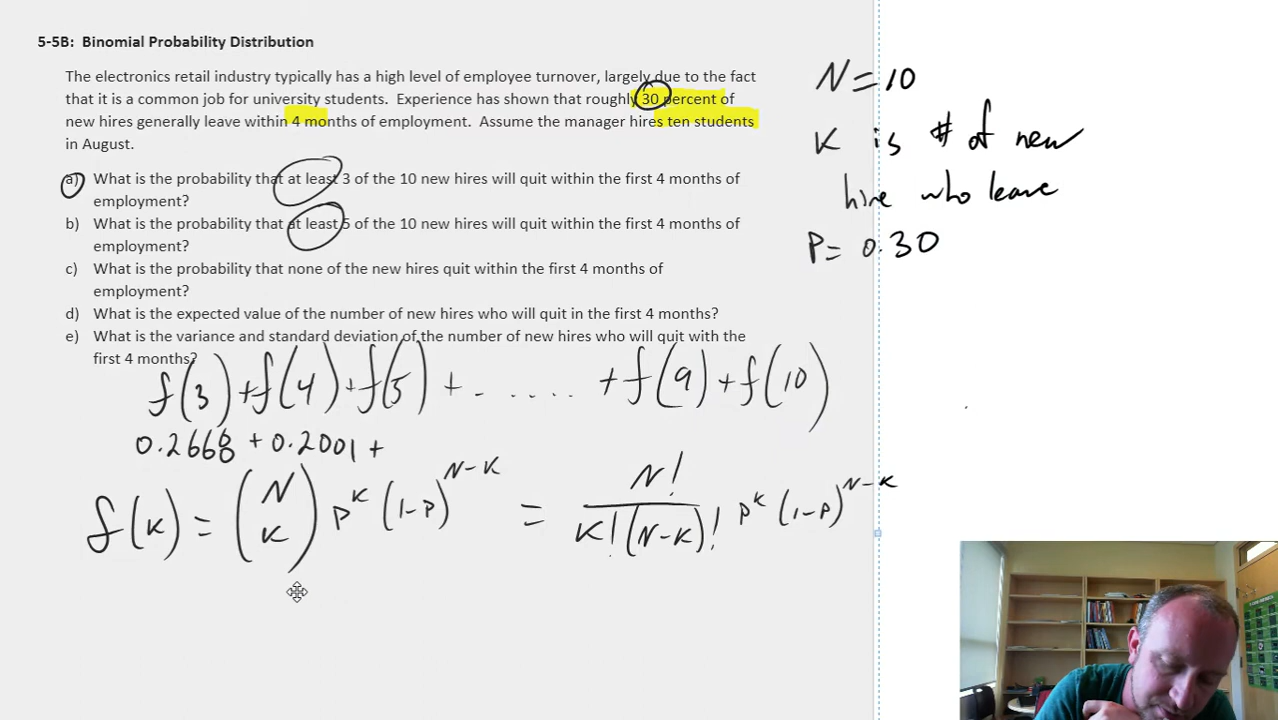 5-5B: Binomial Probability Distribution
The electronics retail industry typically has a high level of employee turnover, largely due to the fact
that it is a common job for university students. Experience has shown that roughly 30 percent of
new hires generally leave within 4 months of employment. Assume the manager hires ten students
in August.
a) What is the probability that at least 3 of the 10 new hires will quit within the first 4 months of
employment?
b) What is the probability that at least 5 of the 10 new hires will quit within the first 4 months of
employment?
c) What is the probability that none of the new hires quit within the first 4 months of
employment?
d) What is the expected value of the number of new hires who will quit in the first 4 months?
e) What is the variance and standard deviation of the number of new hires who will quit with the
first 4 months?
N=10
K is # of new
hire who leave
P= 0.30
f(3)+f(4)+f(5) + - ..... +f(9)+f(10)
0.2668 + 0.2001 +
f(K) = (N K) P^K (1-P)^N-K = N! / K!(N-K)! P^K (1-P)^N-K